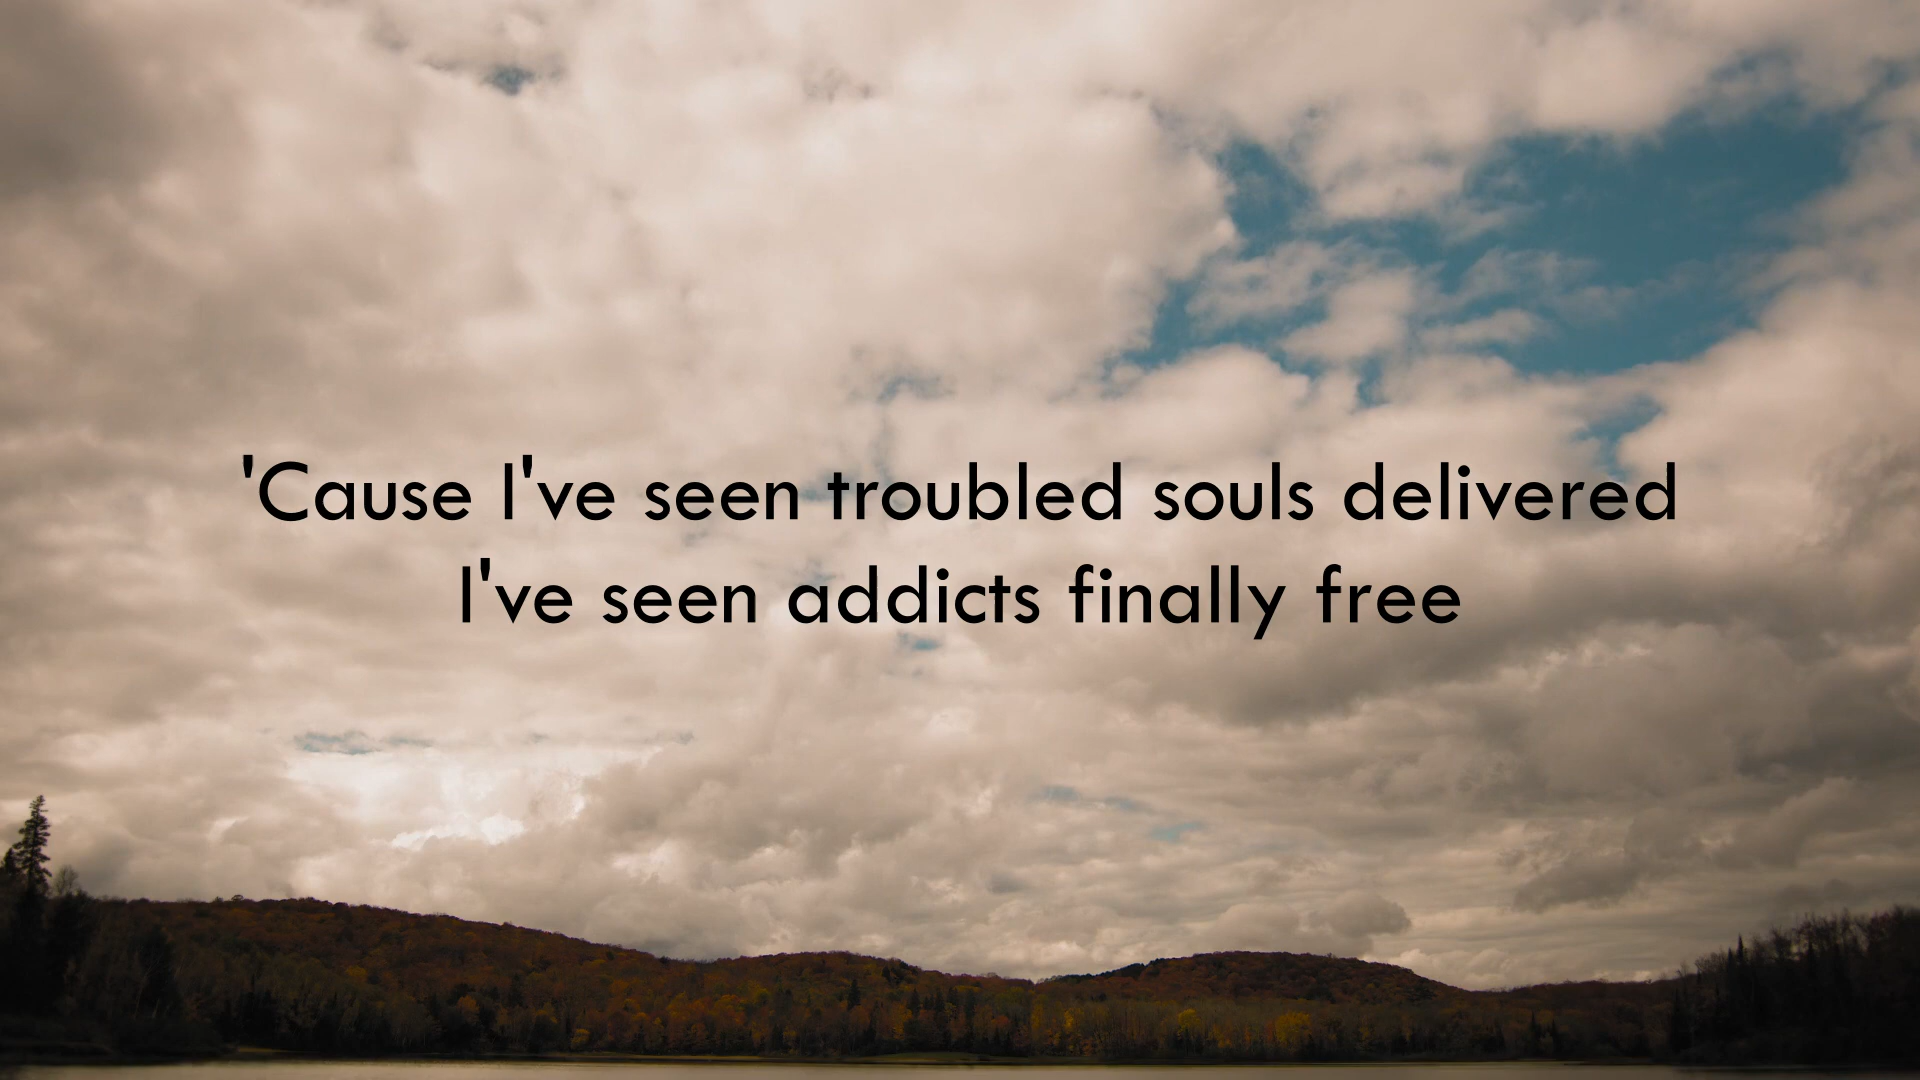 'Cause I've seen troubled souls delivered
I've seen addicts finally free